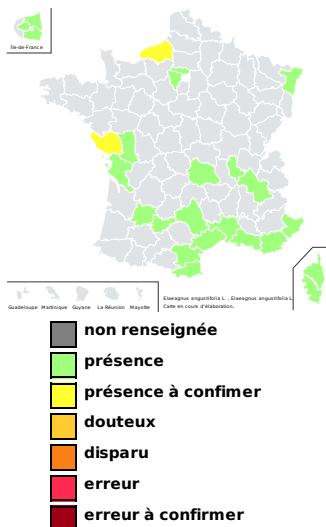 Île-de-France
Guadeloupe Martinique Guyane La Réunion Mayotte
Elaeagnus angustifolia L. , Elaeagnus angustifolia L.
Carte en cours d'élaboration.
non renseignée
présence
présence à confimer
douteux
disparu
erreur
erreur à confirmer